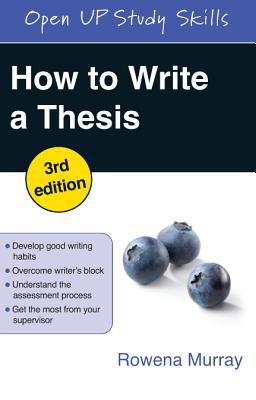 Open UP Study Skills
How to Write
a Thesis
3rd
edition
• Develop good writing
habits
• Overcome writer's block
• Understand the
assessment process
• Get the most from your
supervisor
Rowena Murray